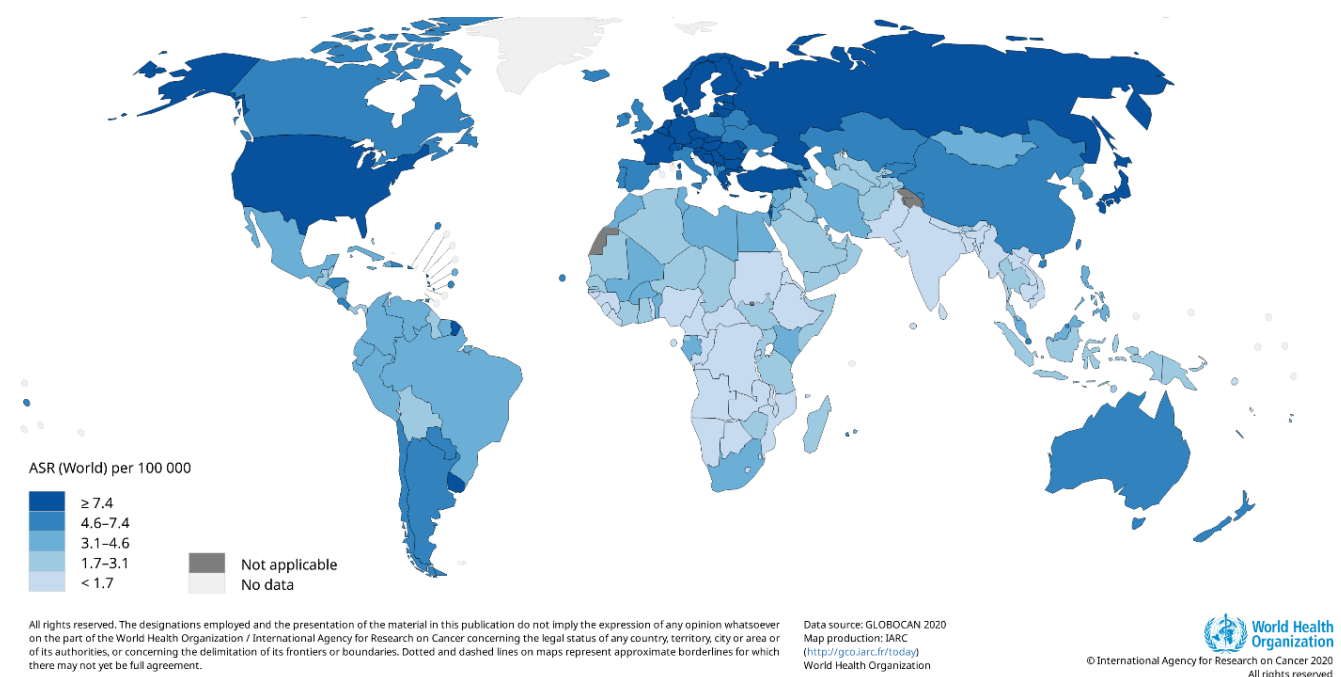 ASR (World) per 100 000
≥ 7.4
4.6–7.4
3.1–4.6
1.7–3.1
< 1.7
Not applicable
No data
All rights reserved. The designations employed and the presentation of the material in this publication do not imply the expression of any opinion whatsoever
on the part of the World Health Organization / International Agency for Research on Cancer concerning the legal status of any country, territory, city or area or
of its authorities, or concerning the delimitation of its frontiers or boundaries. Dotted and dashed lines on maps represent approximate borderlines for which
there may not yet be full agreement.
Data source: GLOBOCAN 2020
Map production: IARC
(http://gco.iarc.fr/today)
World Health Organization
World Health
Organization
© International Agency for Research on Cancer 2020
All rights reserved